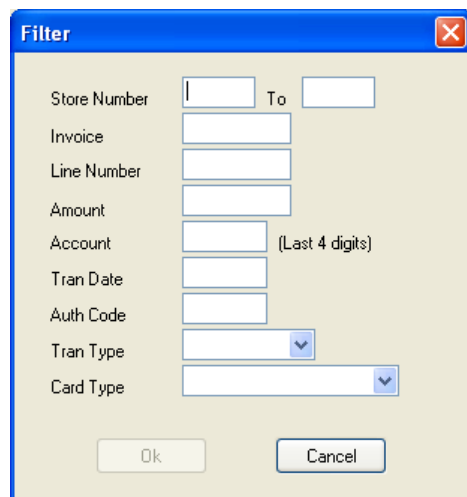 Filter
Store Number To
Invoice
Line Number
Amount
Account (Last 4 digits)
Tran Date
Auth Code
Tran Type
Card Type
Ok Cancel